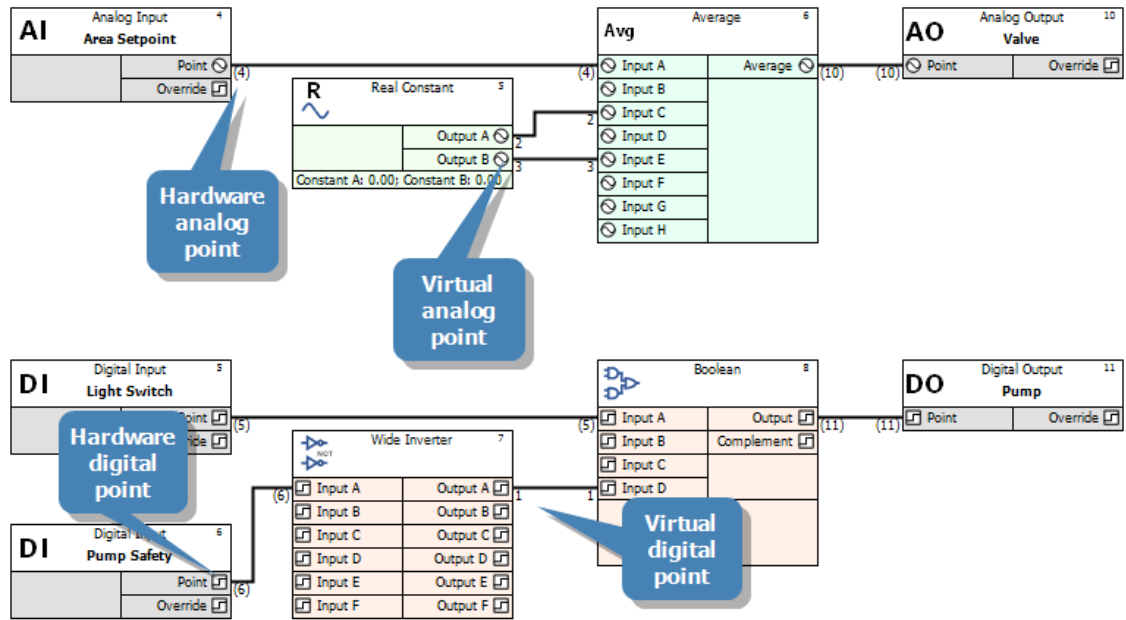 AI
Analog Input 4
Area Setpoint
Point
Override
(4)
R
Real Constant 5
Output A
Output B
Constant A: 0.00; Constant B: 0.00
2
3
(4)
2
3
Avg
Average 6
Input A
Average
Input B
Input C
Input D
Input E
Input F
Input G
Input H
(10)
(10)
AO
Analog Output 10
Valve
Point
Override
Hardware
analog
point
Virtual
analog
point
DI
Digital Input 5
Light Switch
Point
(5)
Hardware
digital
point
DI
Digital Input 6
Pump Safety
Point
Override
(6)
(6)
NOT
Wide Inverter 7
Input A
Output A
Input B
Output B
Input C
Output C
Input D
Output D
Input E
Output E
Input F
Output F
1
(5)
1
Boolean 8
Input A
Output
Input B
Complement
Input C
Input D
(11)
(11)
Virtual
digital
point
DO
Digital Output 11
Pump
Point
Override